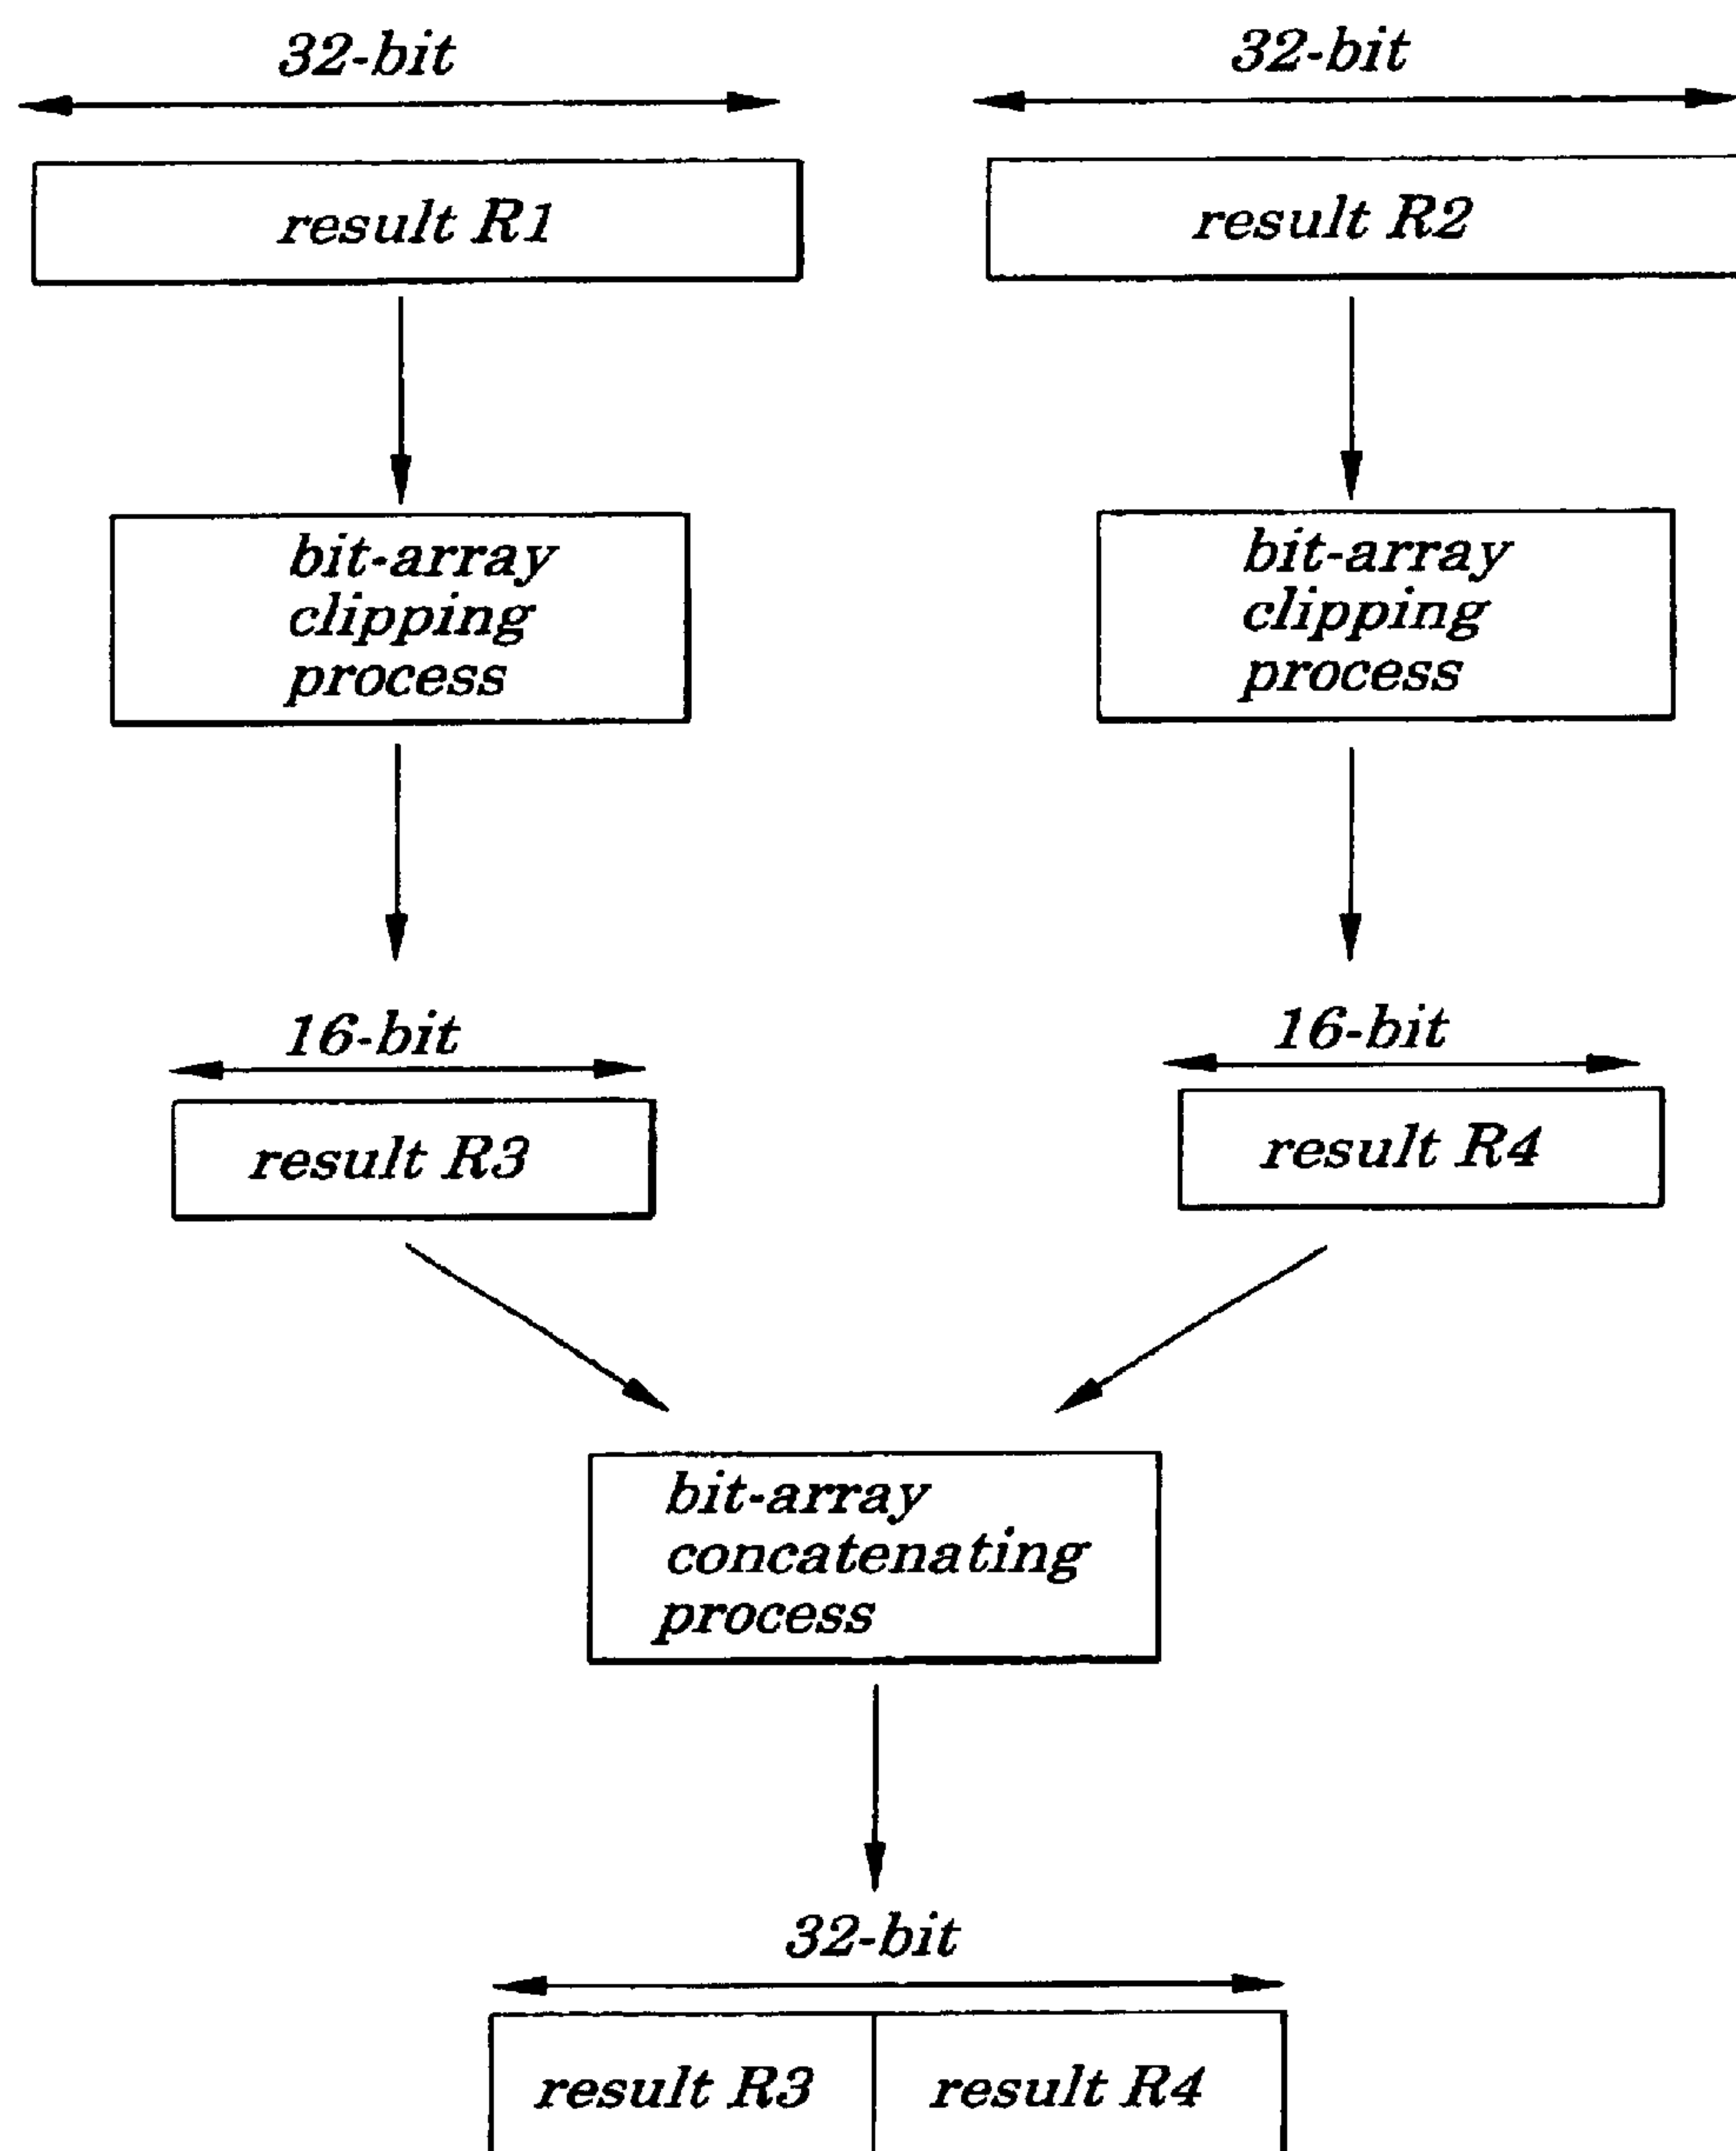 32-bit
32-bit
result R1
result R2
bit-array
clipping
process
bit-array
clipping
process
16-bit
16-bit
result R3
result R4
bit-array
concatenating
process
32-bit
result R3
result R4